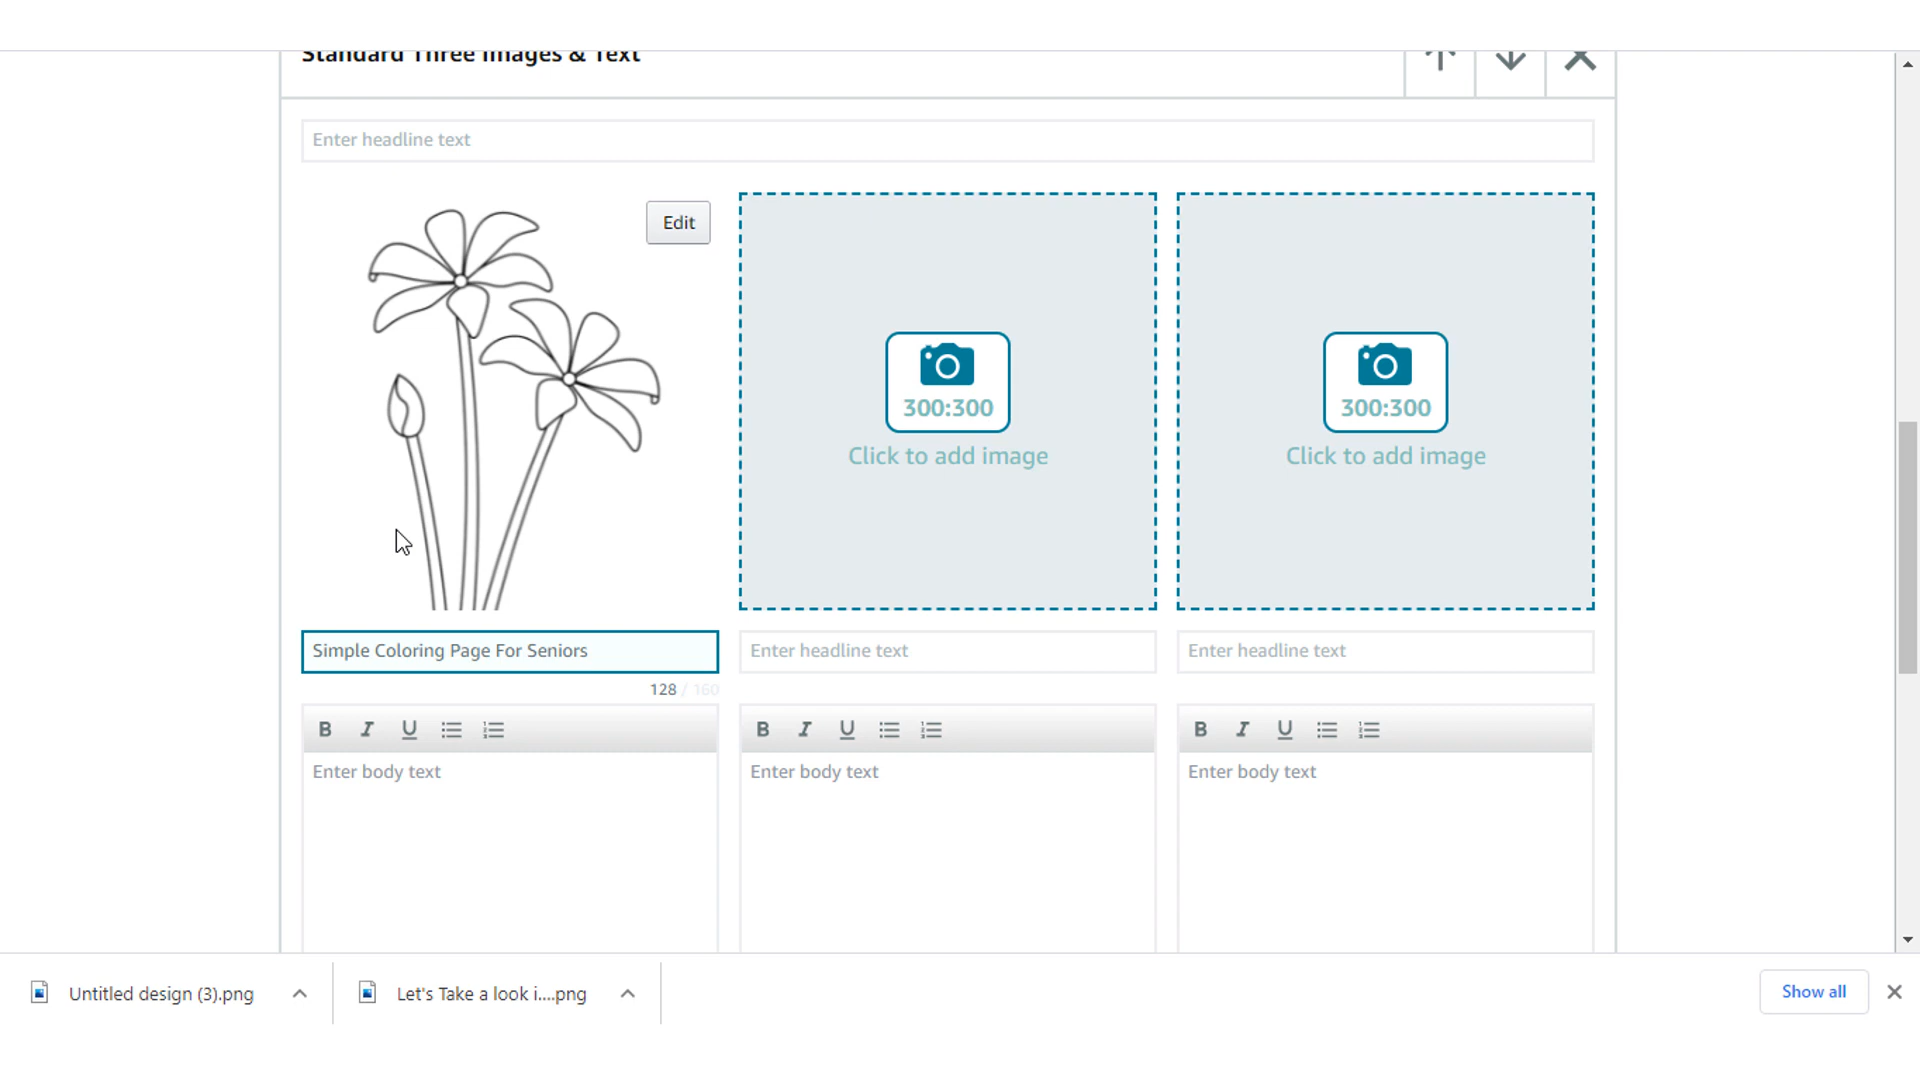 Standard Three Images & Text
Enter headline text
Edit
300:300
Click to add image
300:300
Click to add image
Simple Coloring Page For Seniors
Enter headline text
Enter headline text
128 / 160
B I U
B I U
B I U
Enter body text
Enter body text
Enter body text
Untitled design (3).png
Let's Take a look i....png
Show all